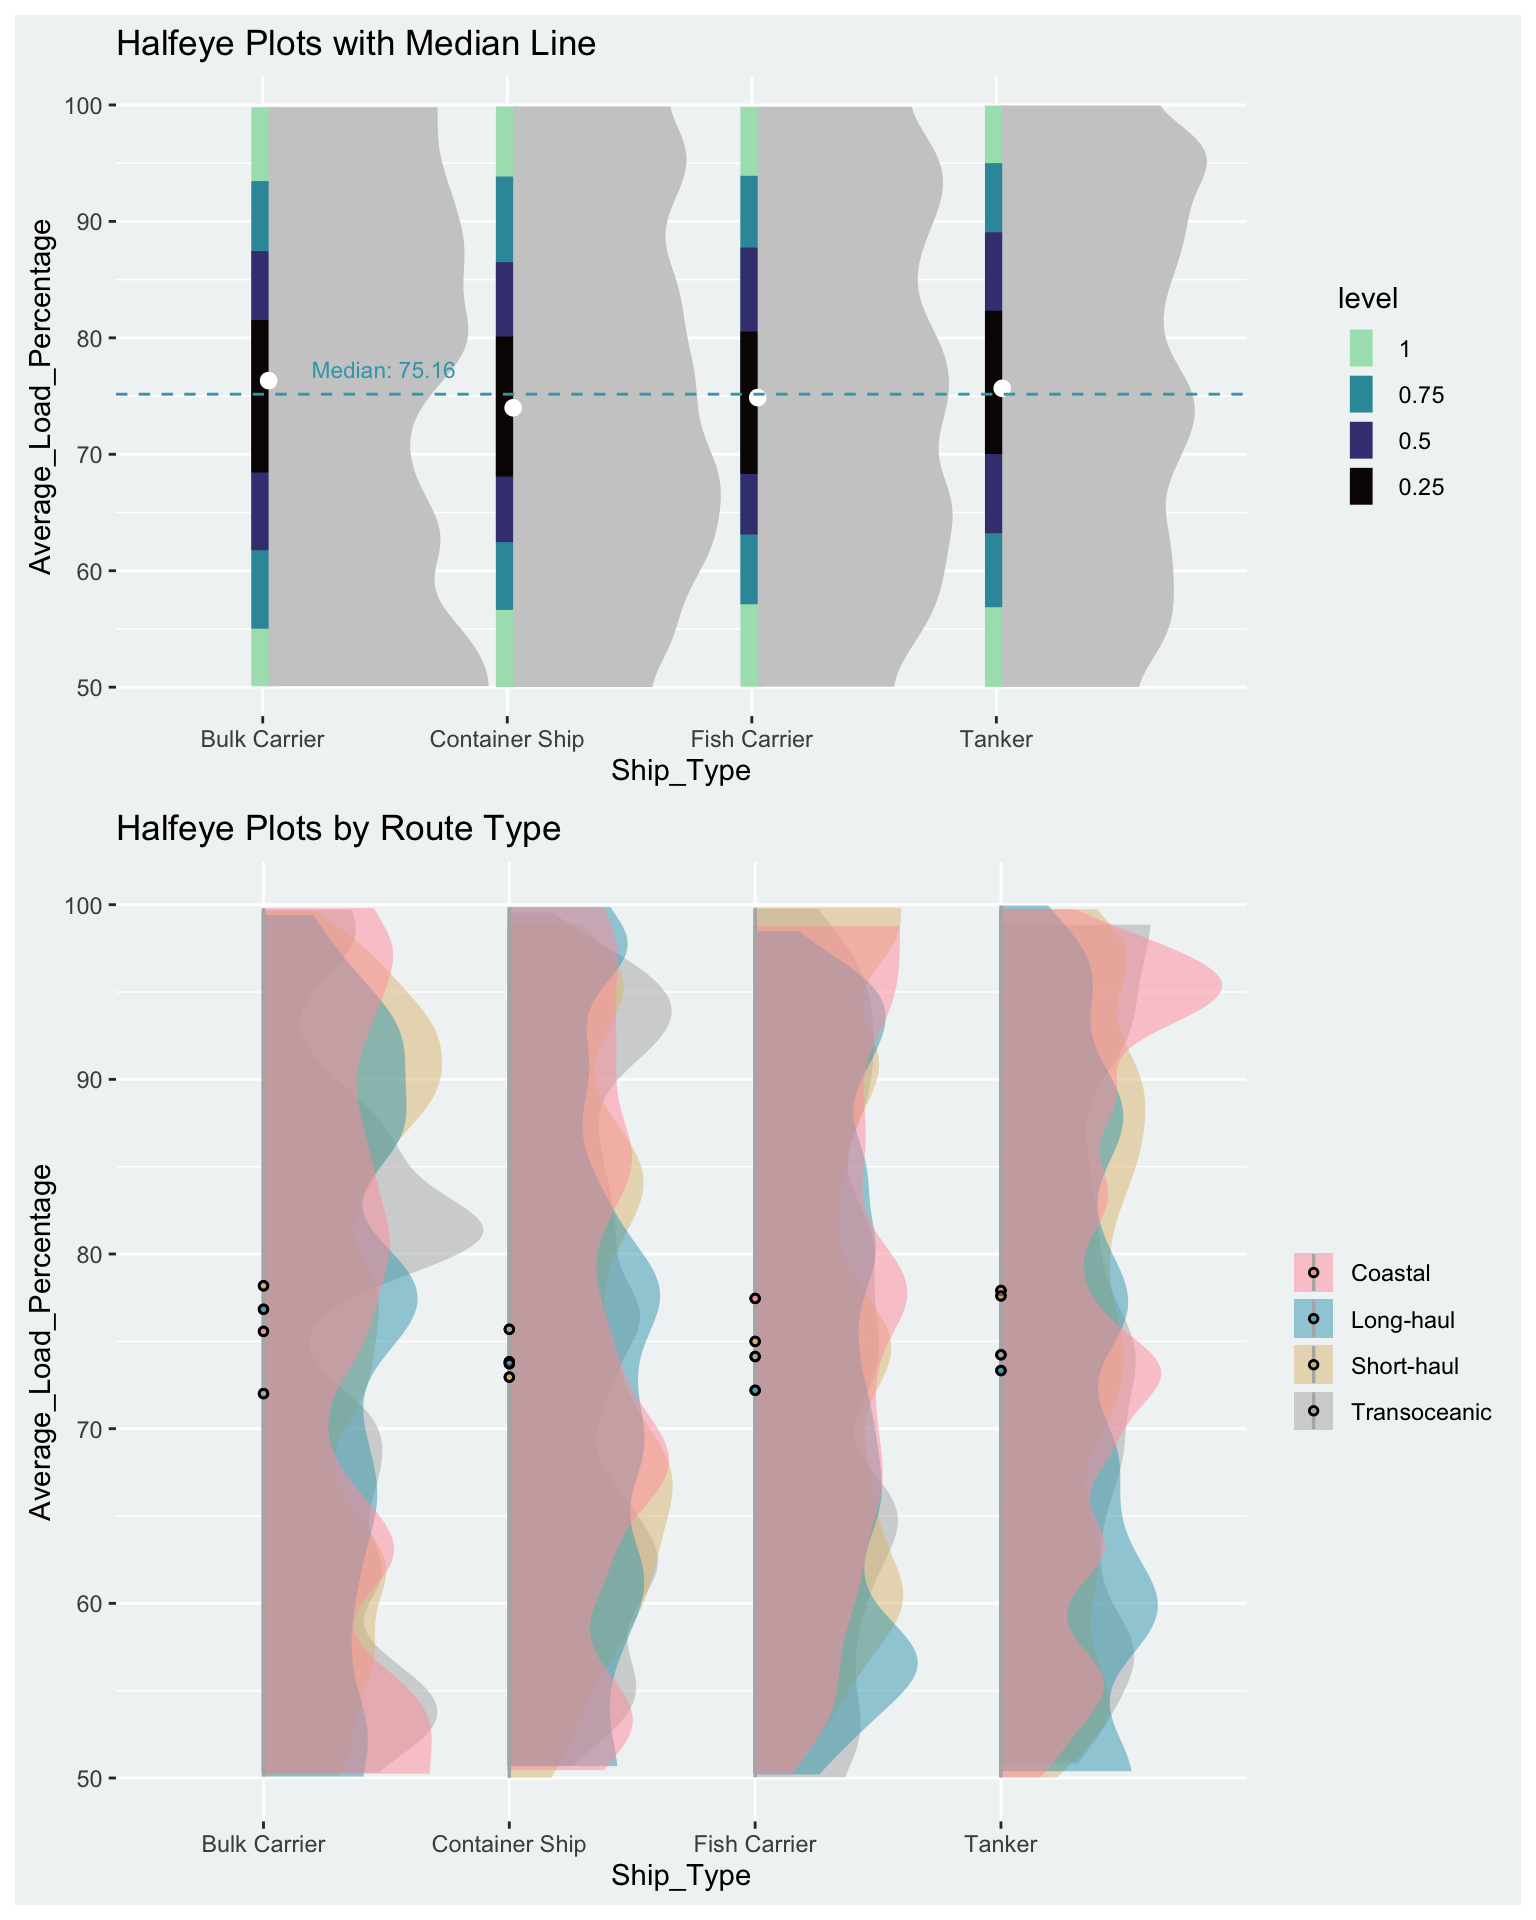 Halfeye Plots with Median Line
Average_Load_Percentage
100
90
80
70
60
50
Median: 75.16
Bulk Carrier
Container Ship
Fish Carrier
Tanker
Ship_Type
level
1
0.75
0.5
0.25
Halfeye Plots by Route Type
Average_Load_Percentage
100
90
80
70
60
50
Bulk Carrier
Container Ship
Fish Carrier
Tanker
Ship_Type
Coastal
Long-haul
Short-haul
Transoceanic